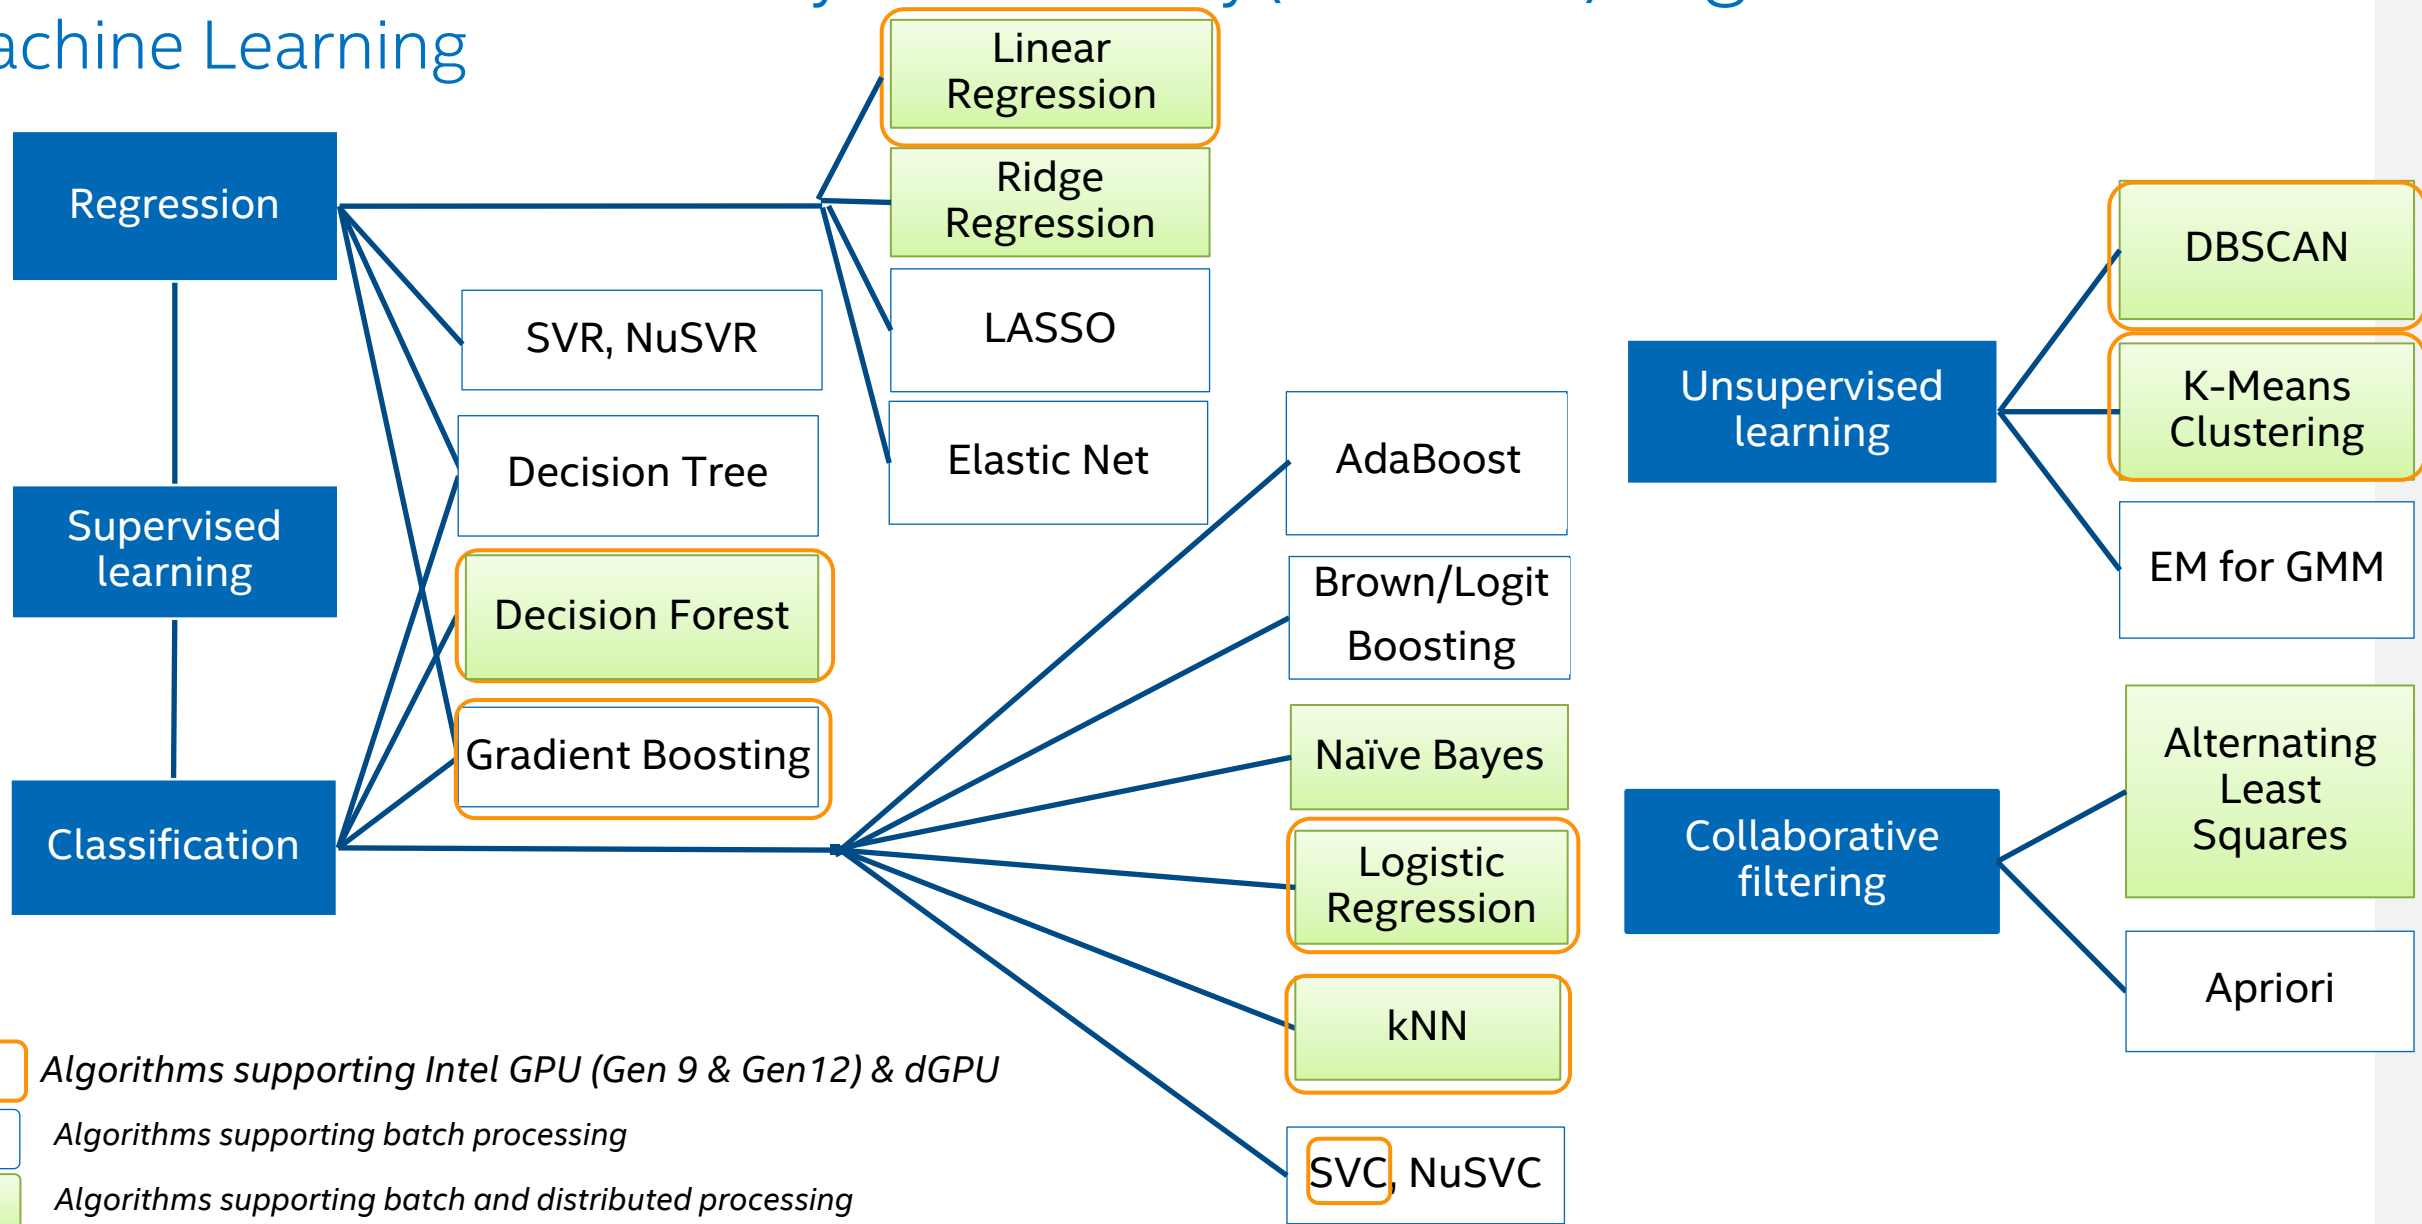 Machine Learning
Linear
Regression
Ridge
Regression
LASSO
Elastic Net
Regression
SVR, NuSVR
Decision Tree
Supervised
learning
Decision Forest
Gradient Boosting
Classification
AdaBoost
Brown/Logit
Boosting
Naïve Bayes
Logistic
Regression
kNN
SVC, NuSVC
Unsupervised
learning
DBSCAN
K-Means
Clustering
EM for GMM
Collaborative
filtering
Alternating
Least
Squares
Apriori
Algorithms supporting Intel GPU (Gen 9 & Gen12) & dGPU
Algorithms supporting batch processing
Algorithms supporting batch and distributed processing